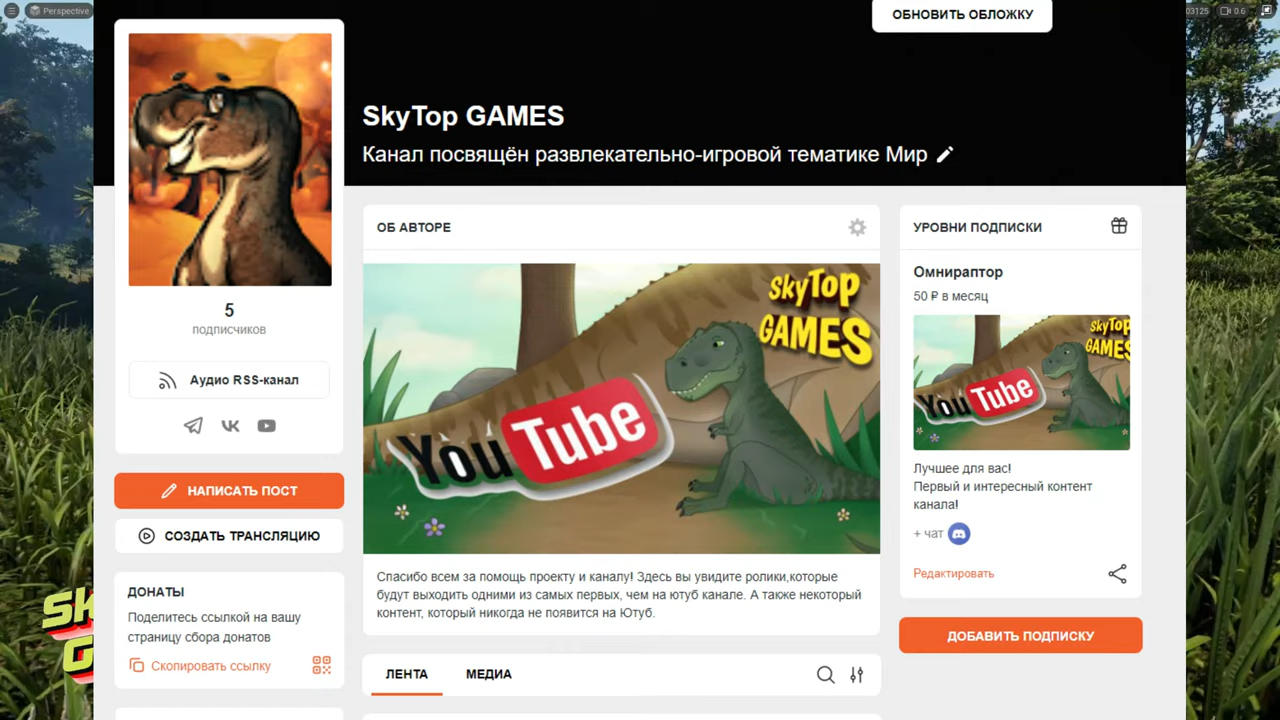 Perspective
03125
0.6
ОБНОВИТЬ ОБЛОЖКУ
SkyTop GAMES
Канал посвящён развлекательно-игровой тематике Мир
5
подписчиков
Аудио RSS-канал
НАПИСАТЬ ПОСТ
СОЗДАТЬ ТРАНСЛЯЦИЮ
ДОНАТЫ
Поделитесь ссылкой на вашу
страницу сбора донатов
Скопировать ссылку
ОБ АВТОРЕ
SkyTop
GAMES
YouTube
Спасибо всем за помощь проекту и каналу! Здесь вы увидите ролики,которые
будут выходить одними из самых первых, чем на ютуб канале. А также некоторый
контент, который никогда не появится на Ютуб.
ЛЕНТА
МЕДИА
УРОВНИ ПОДПИСКИ
Омнираптор
50 ₽ в месяц
SkyTop
GAMES
YouTube
Лучшее для вас!
Первый и интересный контент
канала!
+ чат
Редактировать
ДОБАВИТЬ ПОДПИСКУ